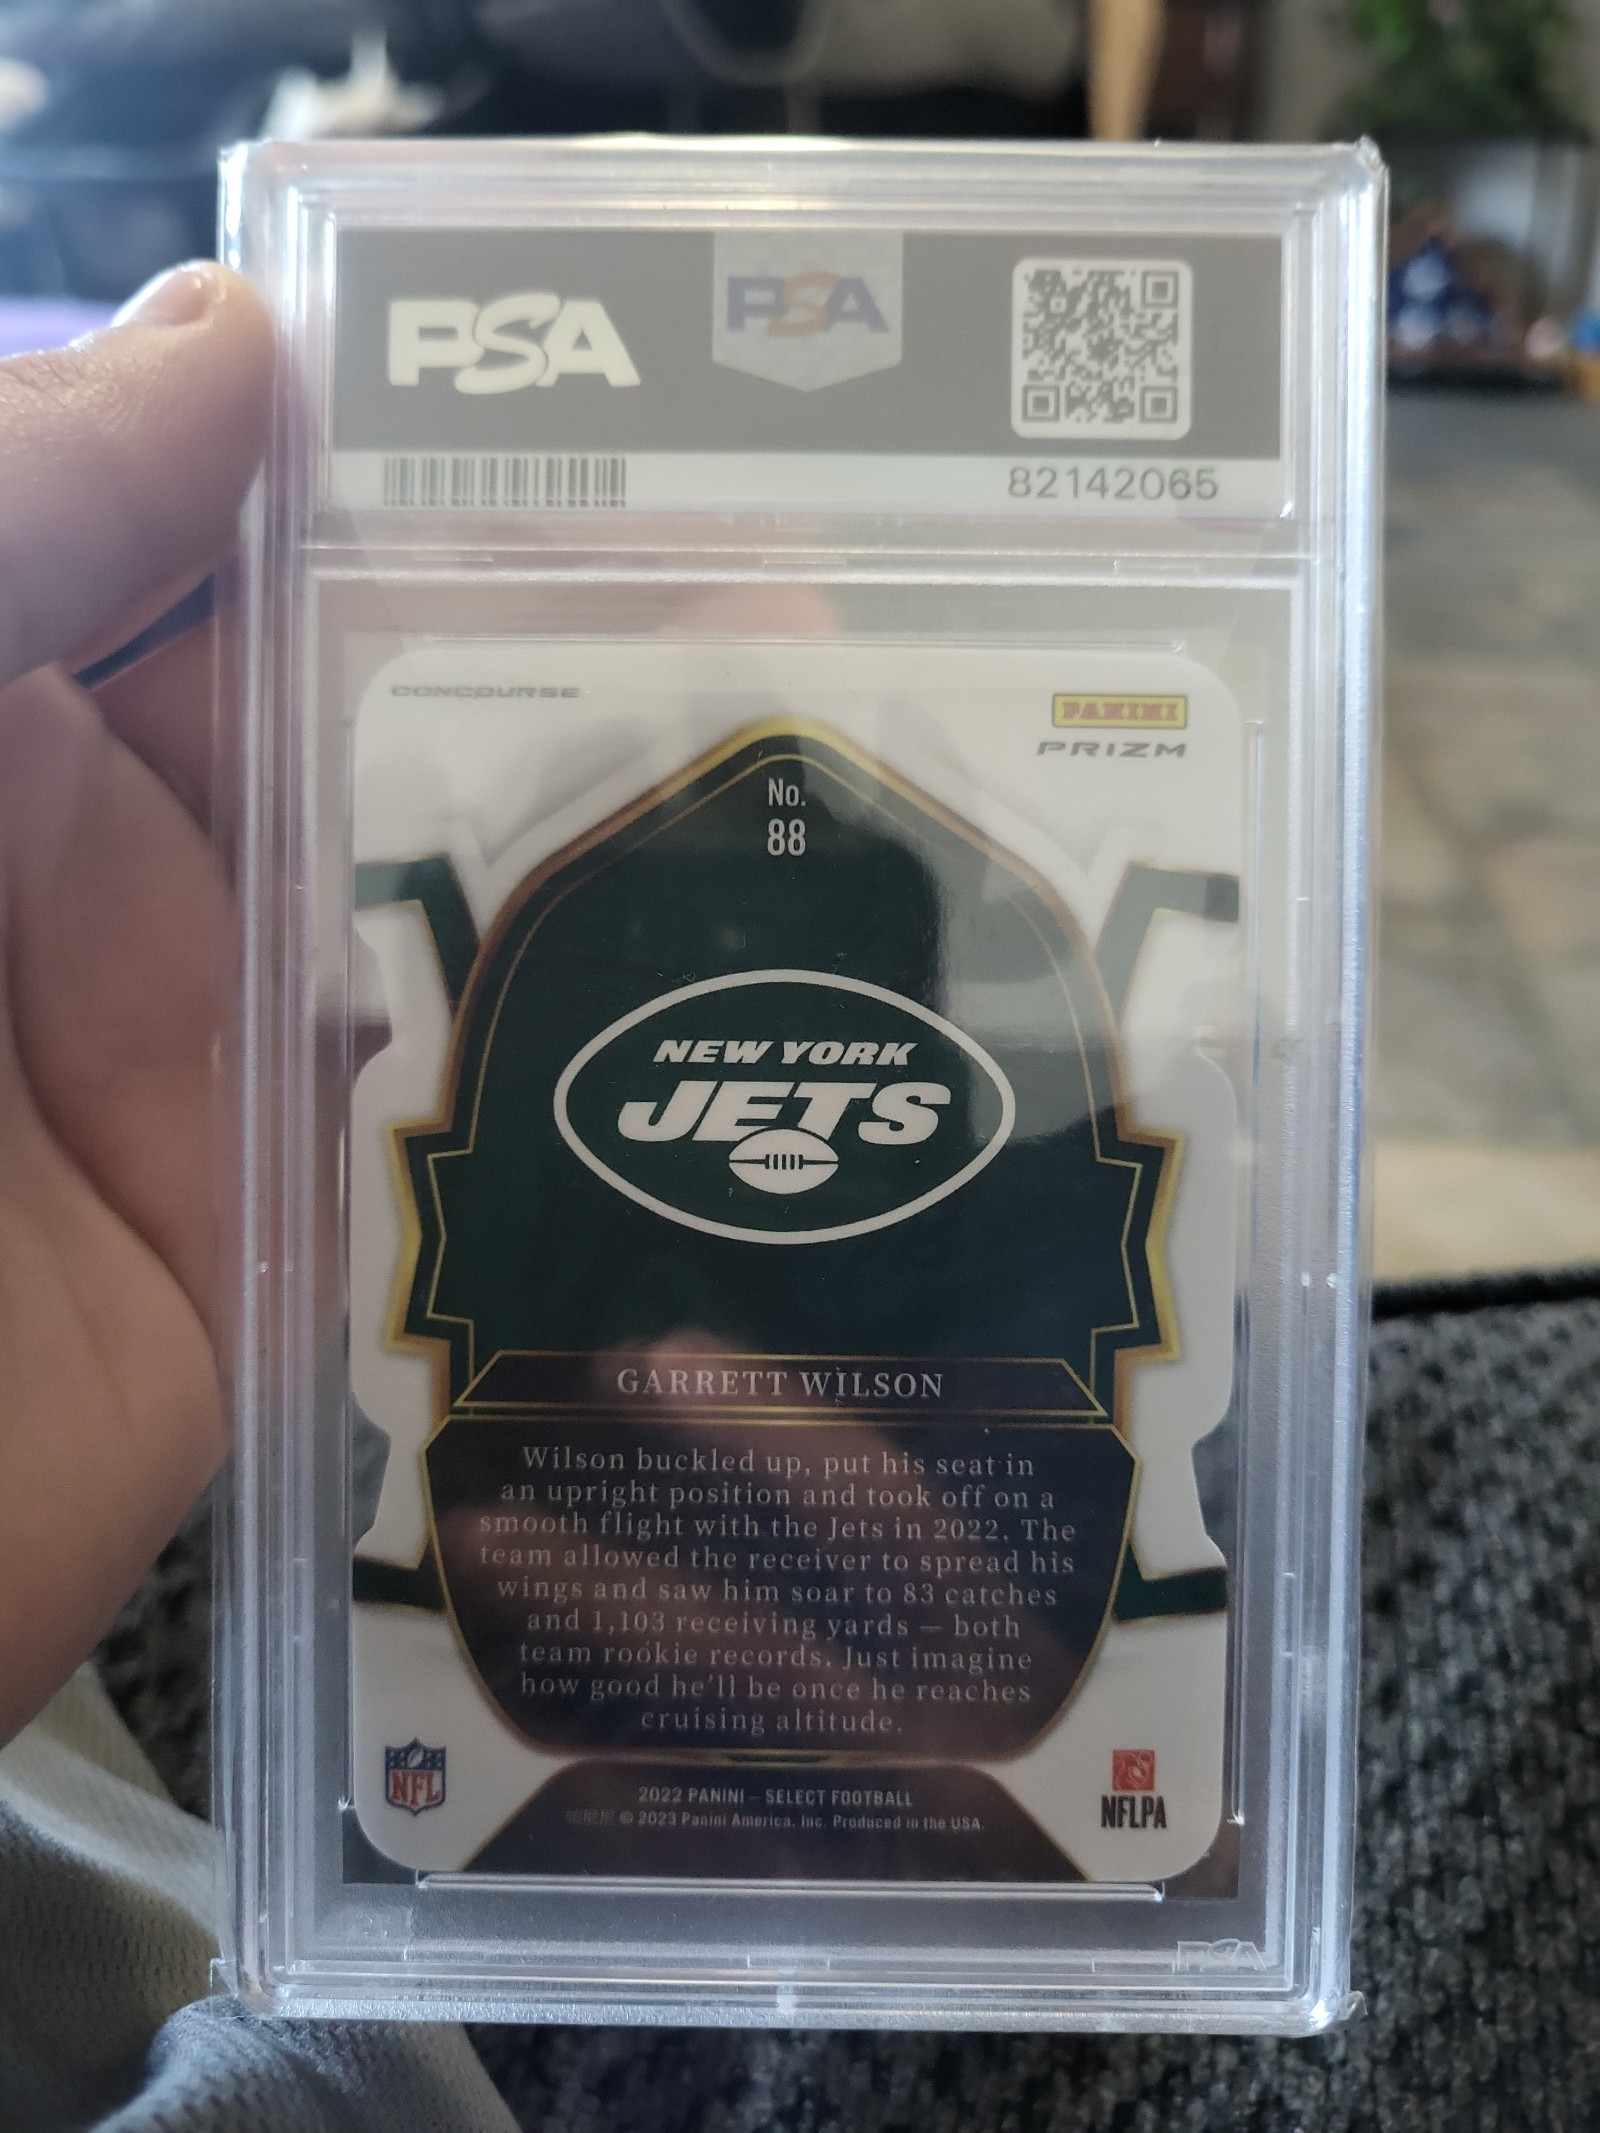 PSA
PSA
82142065
CONCOURSE
PANINI
PRIZM
No.
88
NEW YORK
JETS
GARRETT WILSON
Wilson buckled up, put his seat in
an upright position and took off on a
smooth flight with the Jets in 2022. The
team allowed the receiver to spread his
wings and saw him soar to 83 catches
and 1,103 receiving yards — both
team rookie records. Just imagine
how good he'll be once he reaches
cruising altitude.
NFL
2022 PANINI – SELECT FOOTBALL
© 2023 Panini America, Inc. Produced in the USA.
NFLPA
PSA